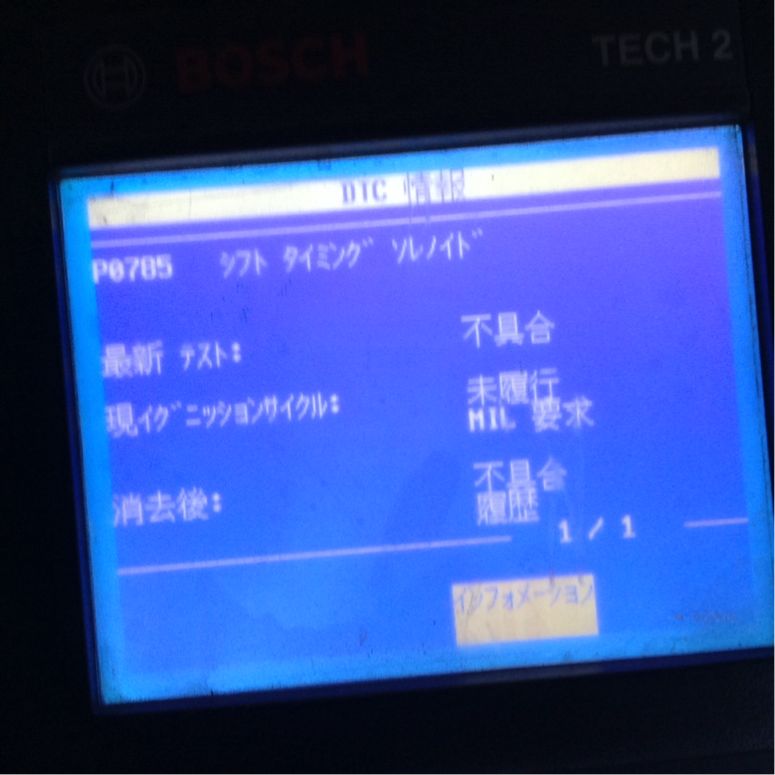 BOSCH TECH 2
DTC 情報
P0785 ｼﾌﾄ ﾀｲﾐﾝｸﾞ ｿﾚﾉｲﾄﾞ
最新 ﾃｽﾄ: 不具合
現ｲｸﾞﾆｯｼｮﾝｻｲｸﾙ: 未履行
MIL 要求
消去後: 不具合
履歴
1 / 1
ｲﾝﾌｫﾒｰｼｮﾝ